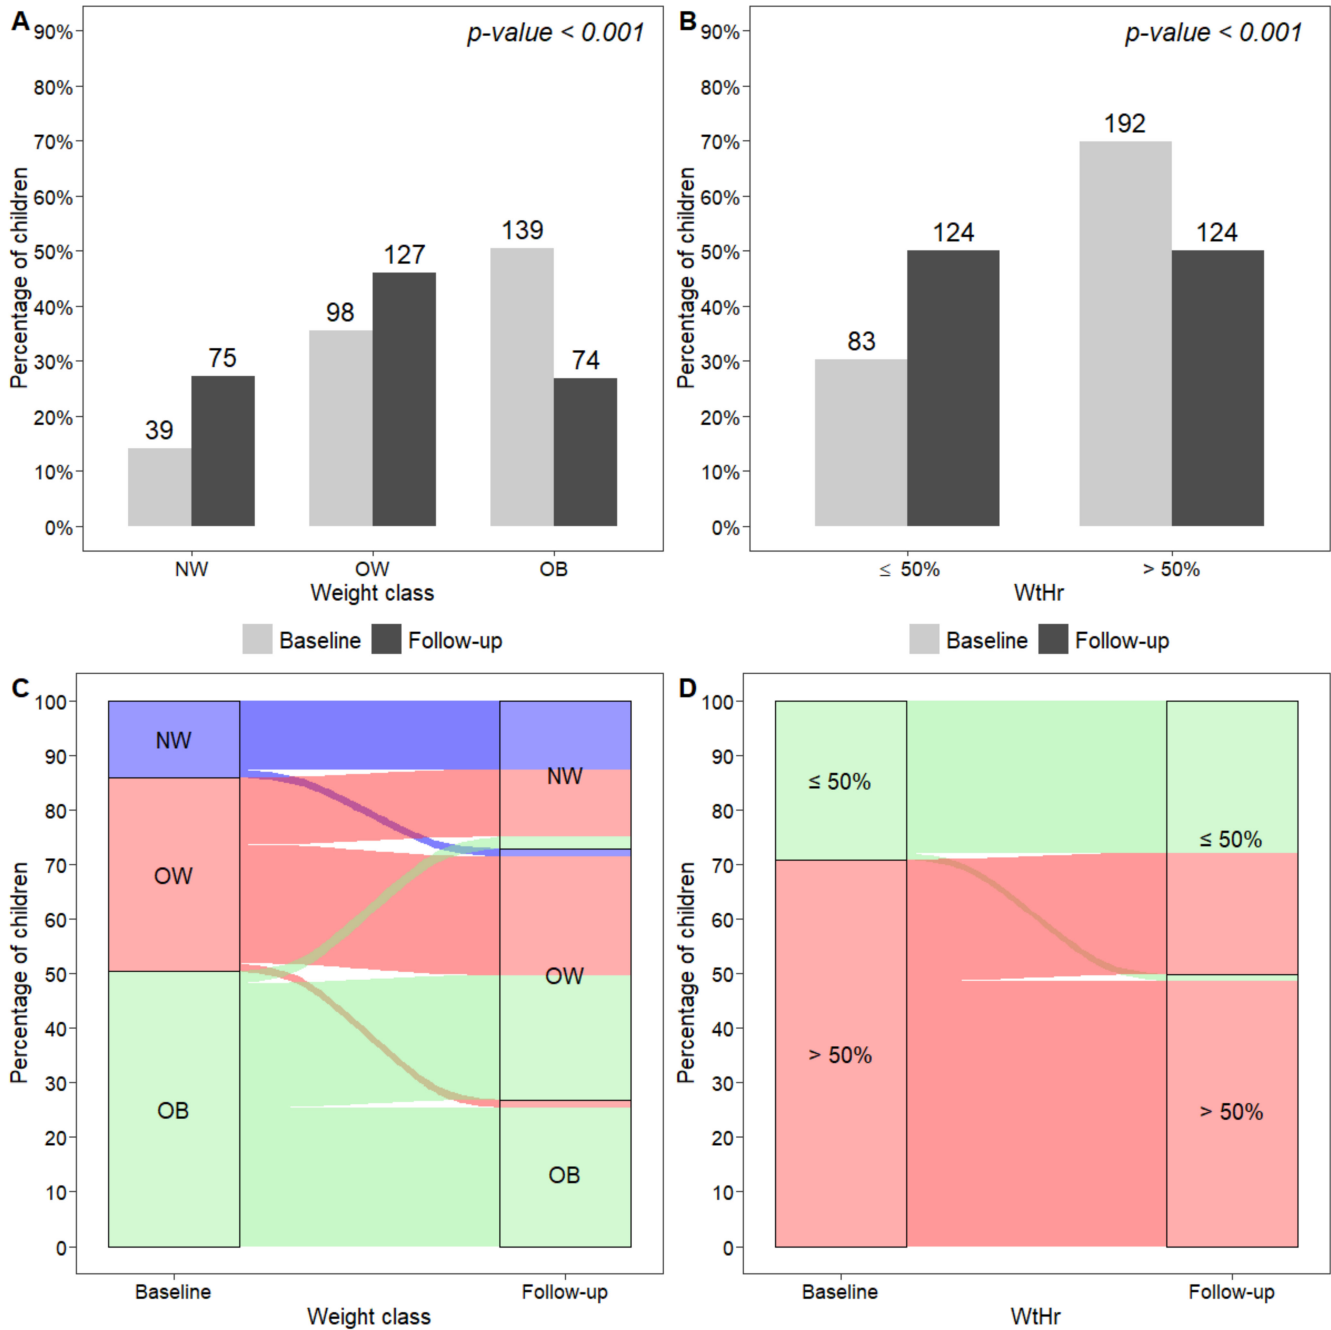 A
p-value < 0.001
90%
80%
70%
60%
50%
40%
30%
20%
10%
0%
Percentage of children
39
75
98
127
139
74
NW
OW
OB
Weight class
Baseline
Follow-up
B
p-value < 0.001
90%
80%
70%
60%
50%
40%
30%
20%
10%
0%
Percentage of children
83
124
192
124
≤ 50%
> 50%
WtHr
Baseline
Follow-up
C
100
90
80
70
60
50
40
30
20
10
0
Percentage of children
NW
OW
OB
NW
OW
OB
Baseline
Follow-up
Weight class
D
100
90
80
70
60
50
40
30
20
10
0
Percentage of children
≤ 50%
> 50%
≤ 50%
> 50%
Baseline
Follow-up
WtHr